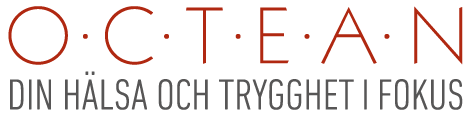 O·C·T·E·A·N
DIN HÄLSA OCH TRYGGHET I FOKUS